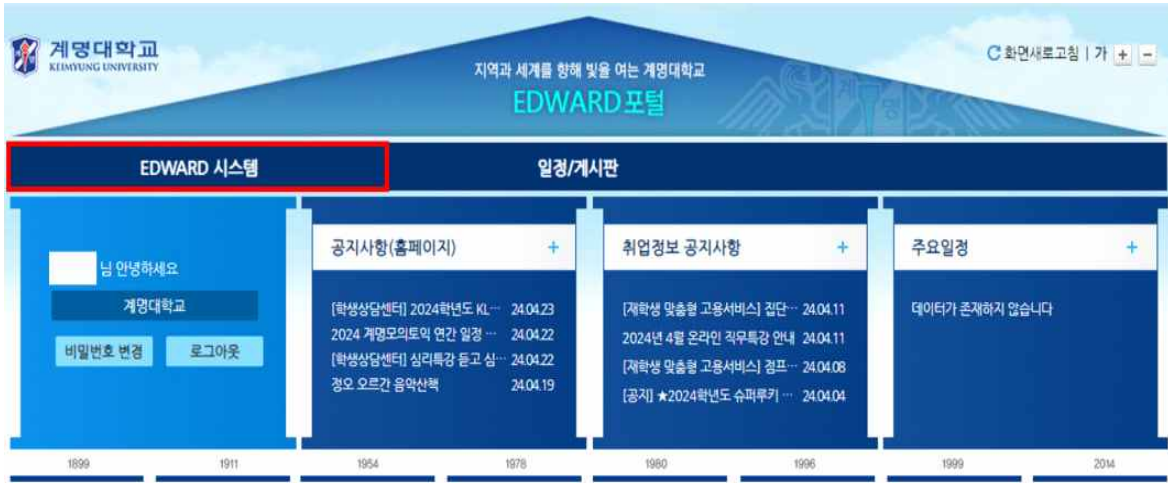 계명대학교
KEIMYUNG UNIVERSITY
화면새로고침 | 가 + -
지역과 세계를 향해 빛을 여는 계명대학교
EDWARD포털
계 명
EDWARD 시스템
일정/게시판
님 안녕하세요
계명대학교
비밀번호 변경
로그아웃
공지사항(홈페이지) +
[학생상담센터] 2024학년도 KL··· 24.04.23
2024 계명모의토익 연간 일정 ··· 24.04.22
[학생상담센터] 심리특강 듣고 심··· 24.04.22
정오 오르간 음악산책 24.04.19
취업정보 공지사항 +
[재학생 맞춤형 고용서비스] 집단··· 24.04.11
2024년 4월 온라인 직무특강 안내 24.04.11
[재학생 맞춤형 고용서비스] 점프··· 24.04.08
[공지] ★2024학년도 슈퍼루키 ··· 24.04.04
주요일정 +
데이터가 존재하지 않습니다
1899 1911 1954 1978 1980 1996 1999 2014